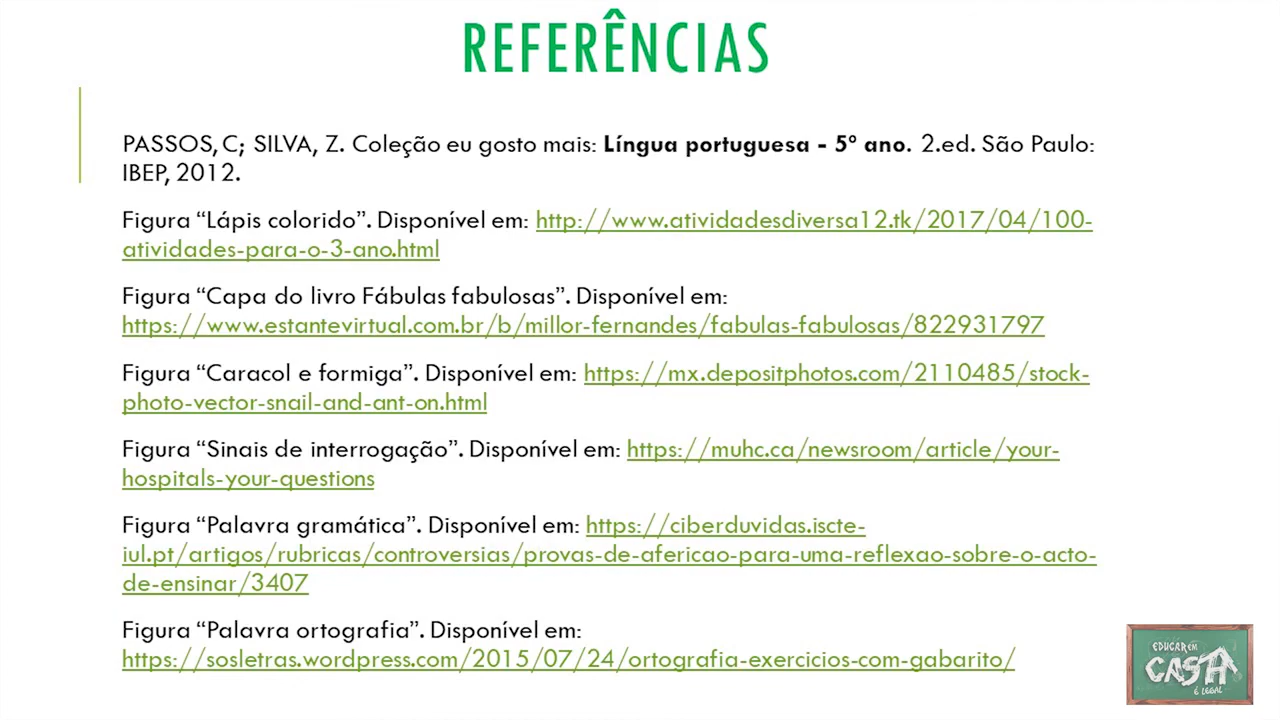 REFERÊNCIAS
PASSOS, C; SILVA, Z. Coleção eu gosto mais: Língua portuguesa - 5º ano. 2.ed. São Paulo:
IBEP, 2012.
Figura “Lápis colorido”. Disponível em: http://www.atividadesdiversa12.tk/2017/04/100-
atividades-para-o-3-ano.html
Figura “Capa do livro Fábulas fabulosas”. Disponível em:
https://www.estantevirtual.com.br/b/millor-fernandes/fabulas-fabulosas/822931797
Figura “Caracol e formiga”. Disponível em: https://mx.depositphotos.com/2110485/stock-
photo-vector-snail-and-ant-on.html
Figura “Sinais de interrogação”. Disponível em: https://muhc.ca/newsroom/article/your-
hospitals-your-questions
Figura “Palavra gramática”. Disponível em: https://ciberduvidas.iscte-
iul.pt/artigos/rubricas/controversias/provas-de-afericao-para-uma-reflexao-sobre-o-acto-
de-ensinar/3407
Figura “Palavra ortografia”. Disponível em:
https://sosletras.wordpress.com/2015/07/24/ortografia-exercicios-com-gabarito/
EDUCAR EM
CASA
É LEGAL